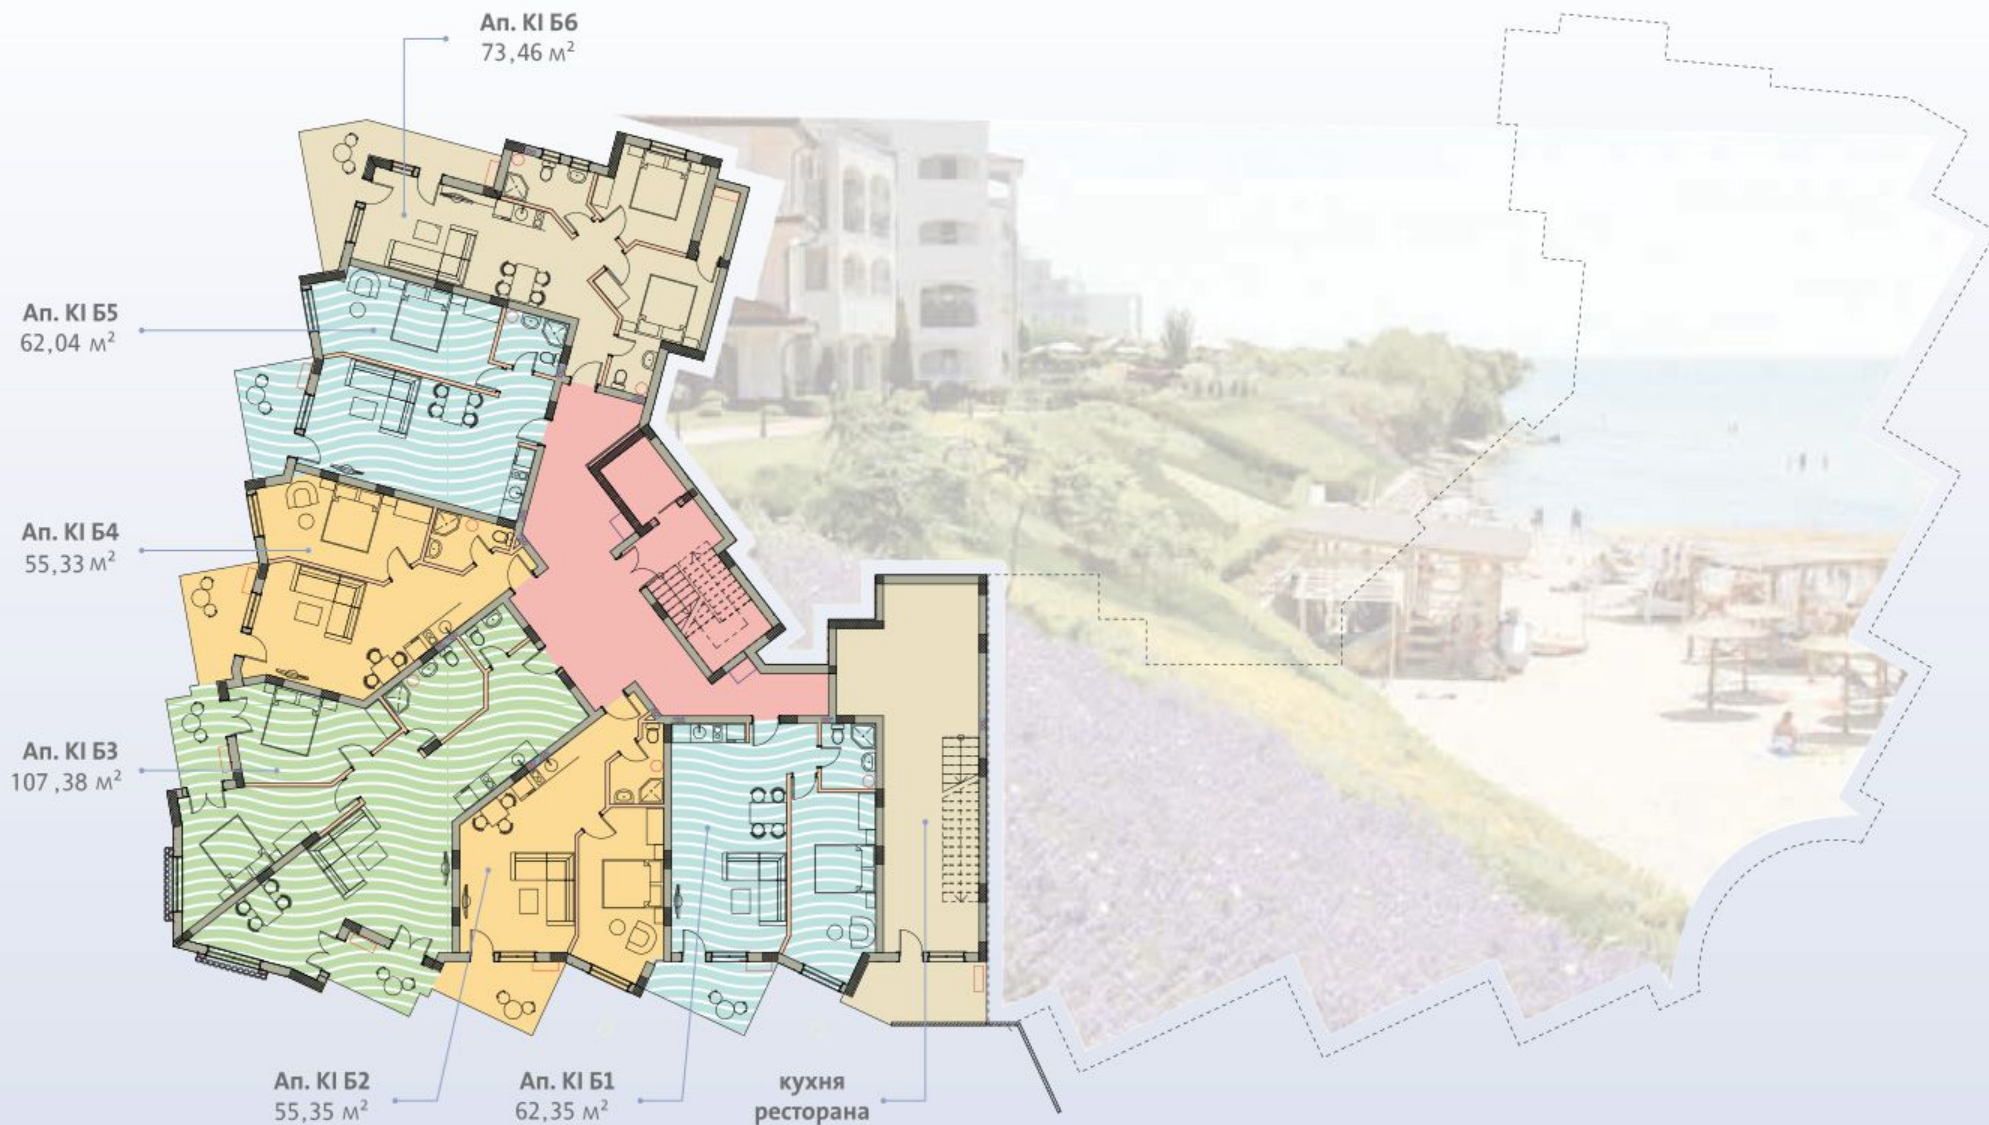 Ап. КІ Б6
73,46 м²
Ап. КІ Б5
62,04 м²
Ап. КІ Б4
55,33 м²
Ап. КІ Б3
107,38 м²
Ап. КІ Б2
55,35 м²
Ап. КІ Б1
62,35 м²
кухня
ресторана